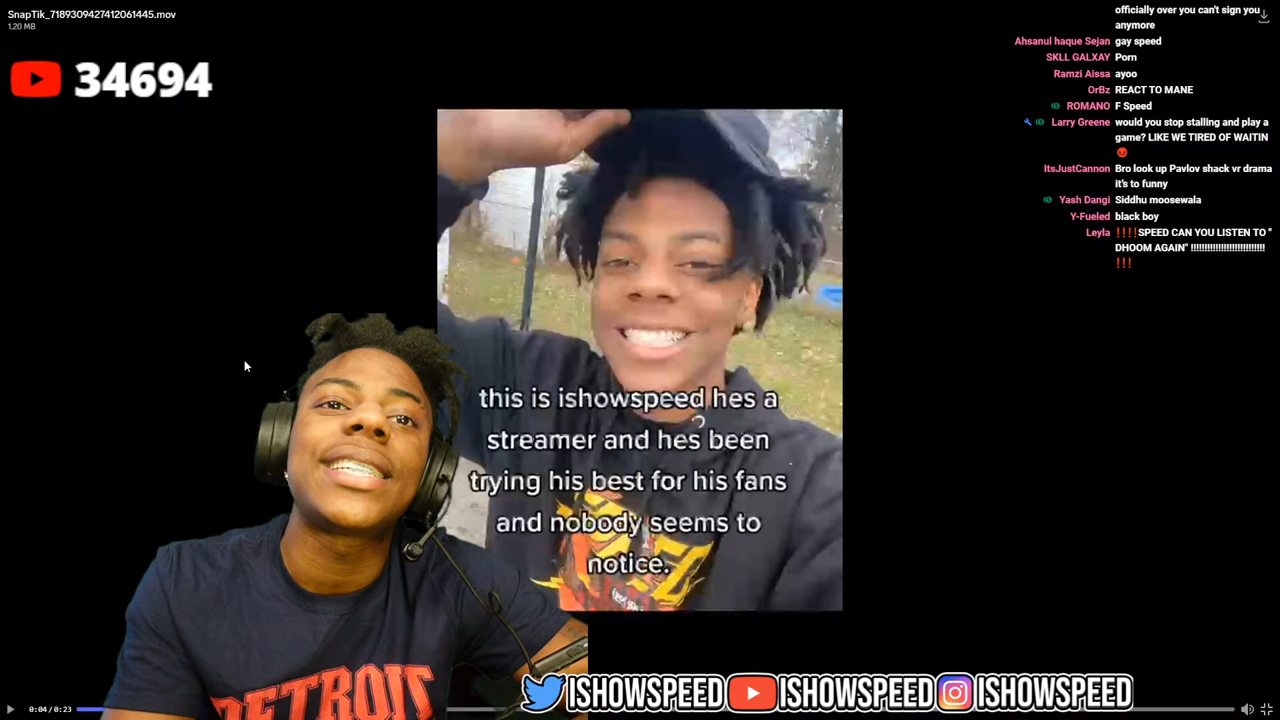 SnapTik_7189309427412061445.mov
1.20 MB
34694
officially over you can't sign you
anymore
Ahsanul haque Sejan gay speed
SKLL GALXAY Porn
Ramzi Aissa ayoo
OrBz REACT TO MANE
ROMANO F Speed
Larry Greene would you stop stalling and play a
game? LIKE WE TIRED OF WAITIN
ItsJustCannon Bro look up Pavlov shack vr drama
it's to funny
Yash Dangi Siddhu moosewala
Y-Fueled black boy
Leyla ‼️‼️SPEED CAN YOU LISTEN TO "
DHOOM AGAIN" !!!!!!!!!!!!!!!!!!!!!!!!!!!
❗❗❗
this is ishowspeed hes a
streamer and hes been
trying his best for his fans
and nobody seems to
notice.
DETROIT
ISHOWSPEED ISHOWSPEED ISHOWSPEED
0:04 / 0:23